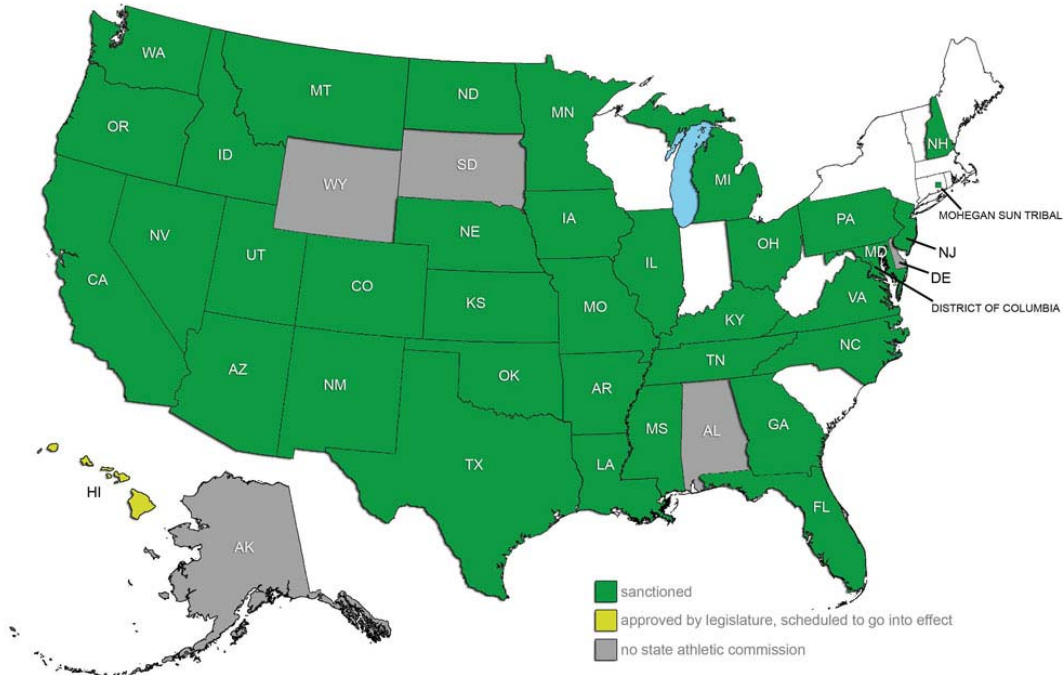 WA
MT
ND
MN
OR
ID
SD
WY
MI
NH
MOHEGAN SUN TRIBAL
IA
NE
PA
NV
UT
OH
NJ
IL
MD
DE
CA
CO
VA
DISTRICT OF COLUMBIA
KS
MO
KY
NC
TN
AZ
OK
NM
AR
MS
AL
GA
TX
LA
HI
FL
AK
sanctioned
approved by legislature, scheduled to go into effect
no state athletic commission